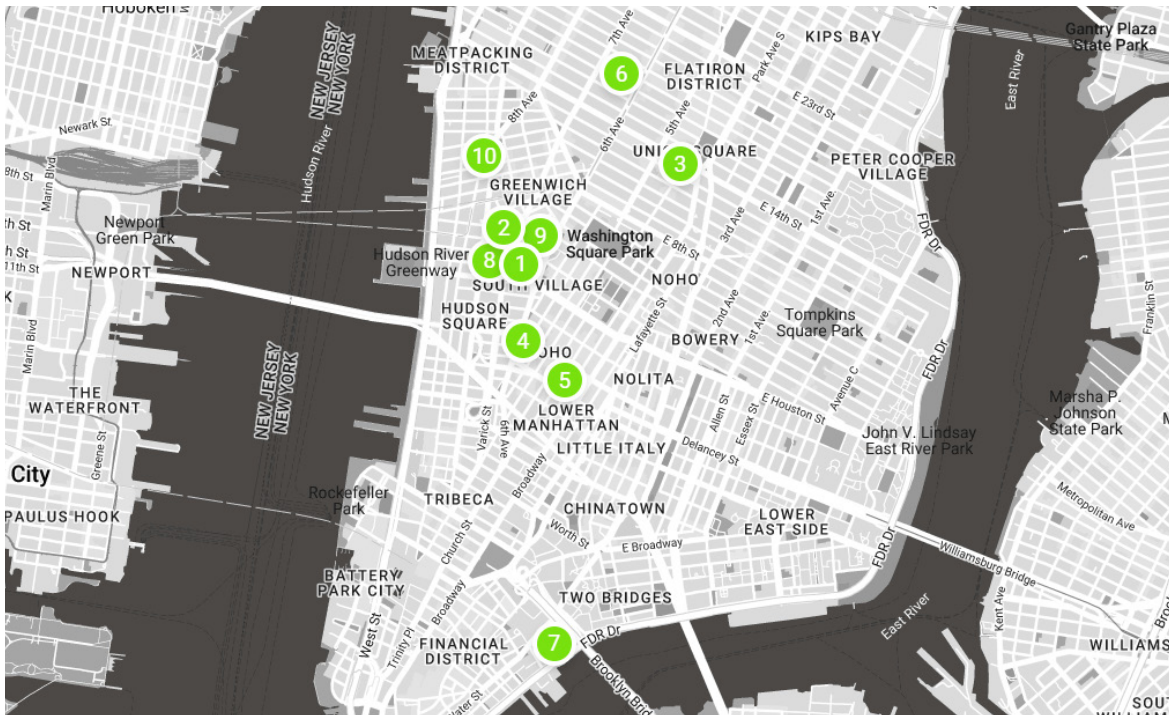 Hoboken
NEW JERSEY
NEW YORK
MEATPACKING
DISTRICT
7th Ave
6
FLATIRON
DISTRICT
Park Ave S
KIPS BAY
Gantry Plaza
State Park
East River
Newark St
Hudson River
8th Ave
6th Ave
5th Ave
E 23rd St
10
3
PETER COOPER
VILLAGE
Marin Blvd
8th St
GREENWICH
VILLAGE
E 14th St
1st Ave
3rd Ave
E 8th St
FDR Dr
Newport
Green Park
2
9
Washington
Square Park
Hudson River
Greenway
8
1
11th St
NEWPORT
SOUTH VILLAGE
NOHO
HUDSON
SQUARE
Lafayette St
2nd Ave
1st Ave
Tompkins
Square Park
Franklin St
BOWERY
4
Marin Blvd
NEW JERSEY
NEW YORK
5
NOLITA
Avenue C
FDR Dr
THE
WATERFRONT
LOWER
MANHATTAN
Allen St
Essex St
E Houston St
Marsha P.
Johnson
State Park
Greene St
Varick St
6th Ave
LITTLE ITALY
Delancey St
John V. Lindsay
East River Park
City
Broadway
Rockefeller
Park
TRIBECA
CHINATOWN
LOWER
EAST SIDE
Metropolitan Ave
PAULUS HOOK
Church St
Worth St
E Broadway
FDR Dr
Williamsburg Bridge
BATTERY
PARK CITY
Broadway
TWO BRIDGES
East River
Kent Ave
West St
Trinity Pl
FINANCIAL
DISTRICT
7
FDR Dr
Brooklyn